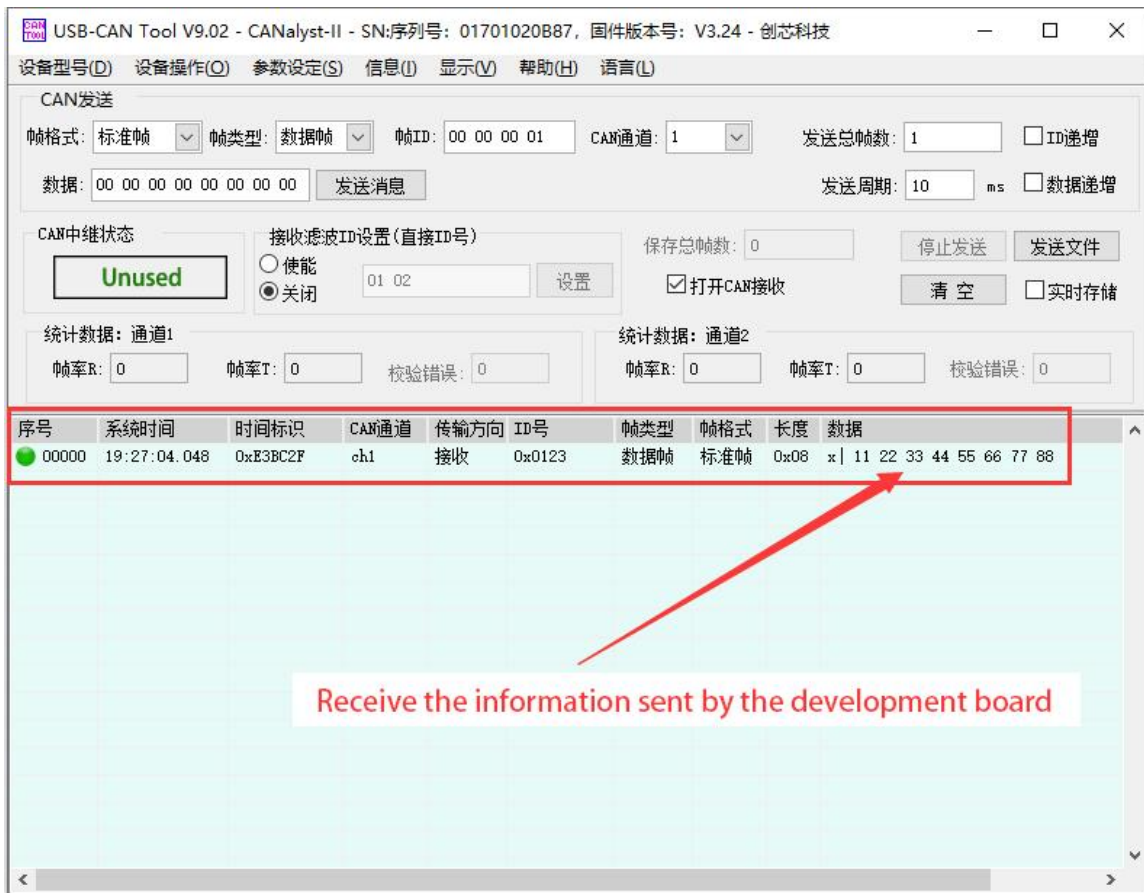 USB-CAN Tool V9.02 - CANalyst-II - SN:序列号: 01701020B87, 固件版本号: V3.24 - 创芯科技
设备型号(D) 设备操作(O) 参数设定(S) 信息(I) 显示(V) 帮助(H) 语言(L)
CAN发送
帧格式: 标准帧 帧类型: 数据帧 帧ID: 00 00 00 01 CAN通道: 1 发送总帧数: 1 ID递增
数据: 00 00 00 00 00 00 00 00 发送消息 发送周期: 10 ms 数据递增
CAN中继状态 接收滤波ID设置(直接ID号)
Unused 使能 关闭 01 02 设置
保存总帧数: 0 停止发送 发送文件
打开CAN接收 清空 实时存储
统计数据: 通道1 统计数据: 通道2
帧率R: 0 帧率T: 0 校验错误: 0 帧率R: 0 帧率T: 0 校验错误: 0
序号 系统时间 时间标识 CAN通道 传输方向 ID号 帧类型 帧格式 长度 数据
00000 19:27:04.048 0xE3BC2F ch1 接收 0x0123 数据帧 标准帧 0x08 x| 11 22 33 44 55 66 77 88
Receive the information sent by the development board